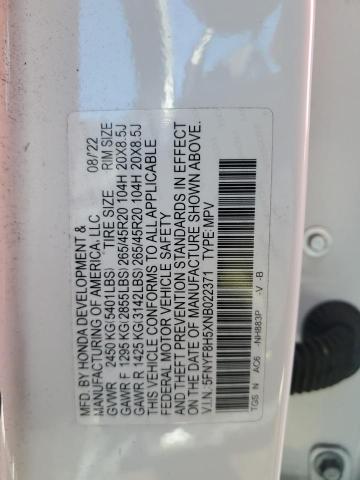 MFD. BY HONDA DEVELOPMENT & 08/22
MANUFACTURING OF AMERICA, LLC
TIRE SIZE RIM SIZE
GVWR 2450 KG(5401LBS)
GAWR F 1295 KG(2855LBS) 265/45R20 104H 20X8.5J
GAWR R 1425 KG(3142LBS) 265/45R20 104H 20X8.5J
THIS VEHICLE CONFORMS TO ALL APPLICABLE
FEDERAL MOTOR VEHICLE SAFETY
AND THEFT PREVENTION STANDARDS IN EFFECT
ON THE DATE OF MANUFACTURE SHOWN ABOVE.
V.I.N.:5FNYF8H5XNB022371 TYPE:MPV
TGS N AC6 -NH883P -V -B